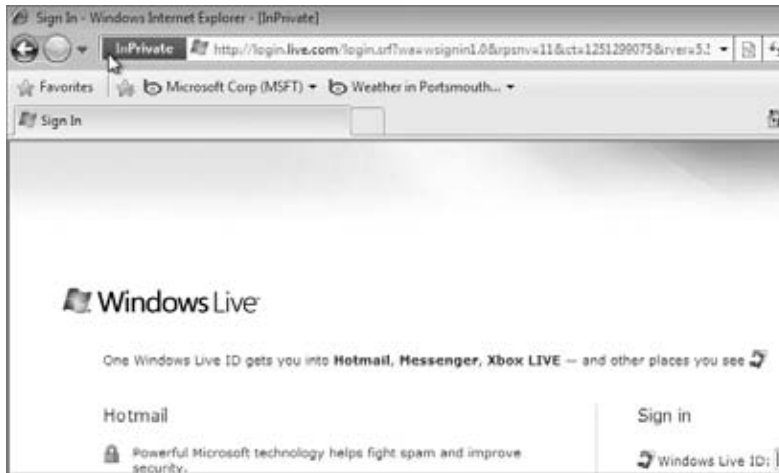 Sign In - Windows Internet Explorer - [InPrivate]
InPrivate http://login.live.com/login.srf?wa=wsignin1.0&rpsnv=11&ct=1251299075&rver=5.5
Favorites Microsoft Corp (MSFT) Weather in Portsmouth...
Sign In
Windows Live
One Windows Live ID gets you into Hotmail, Messenger, Xbox LIVE — and other places you see
Hotmail
Sign in
Powerful Microsoft technology helps fight spam and improve
security.
Windows Live ID: